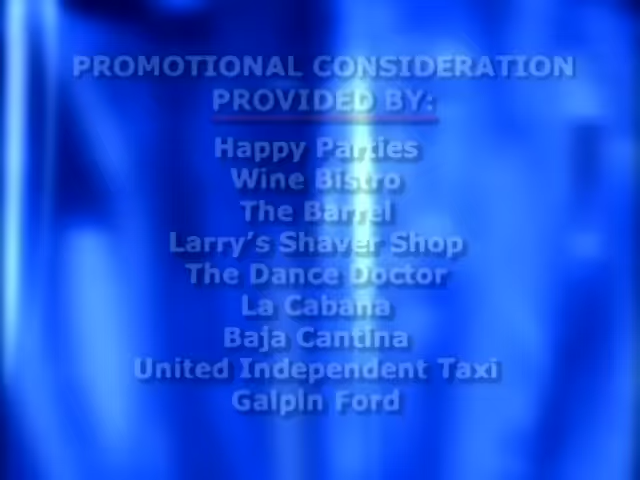 PROMOTIONAL CONSIDERATION
PROVIDED BY:
Happy Parties
Wine Bistro
The Barrel
Larry's Shaver Shop
The Dance Doctor
La Cabana
Baja Cantina
United Independent Taxi
Galpin Ford